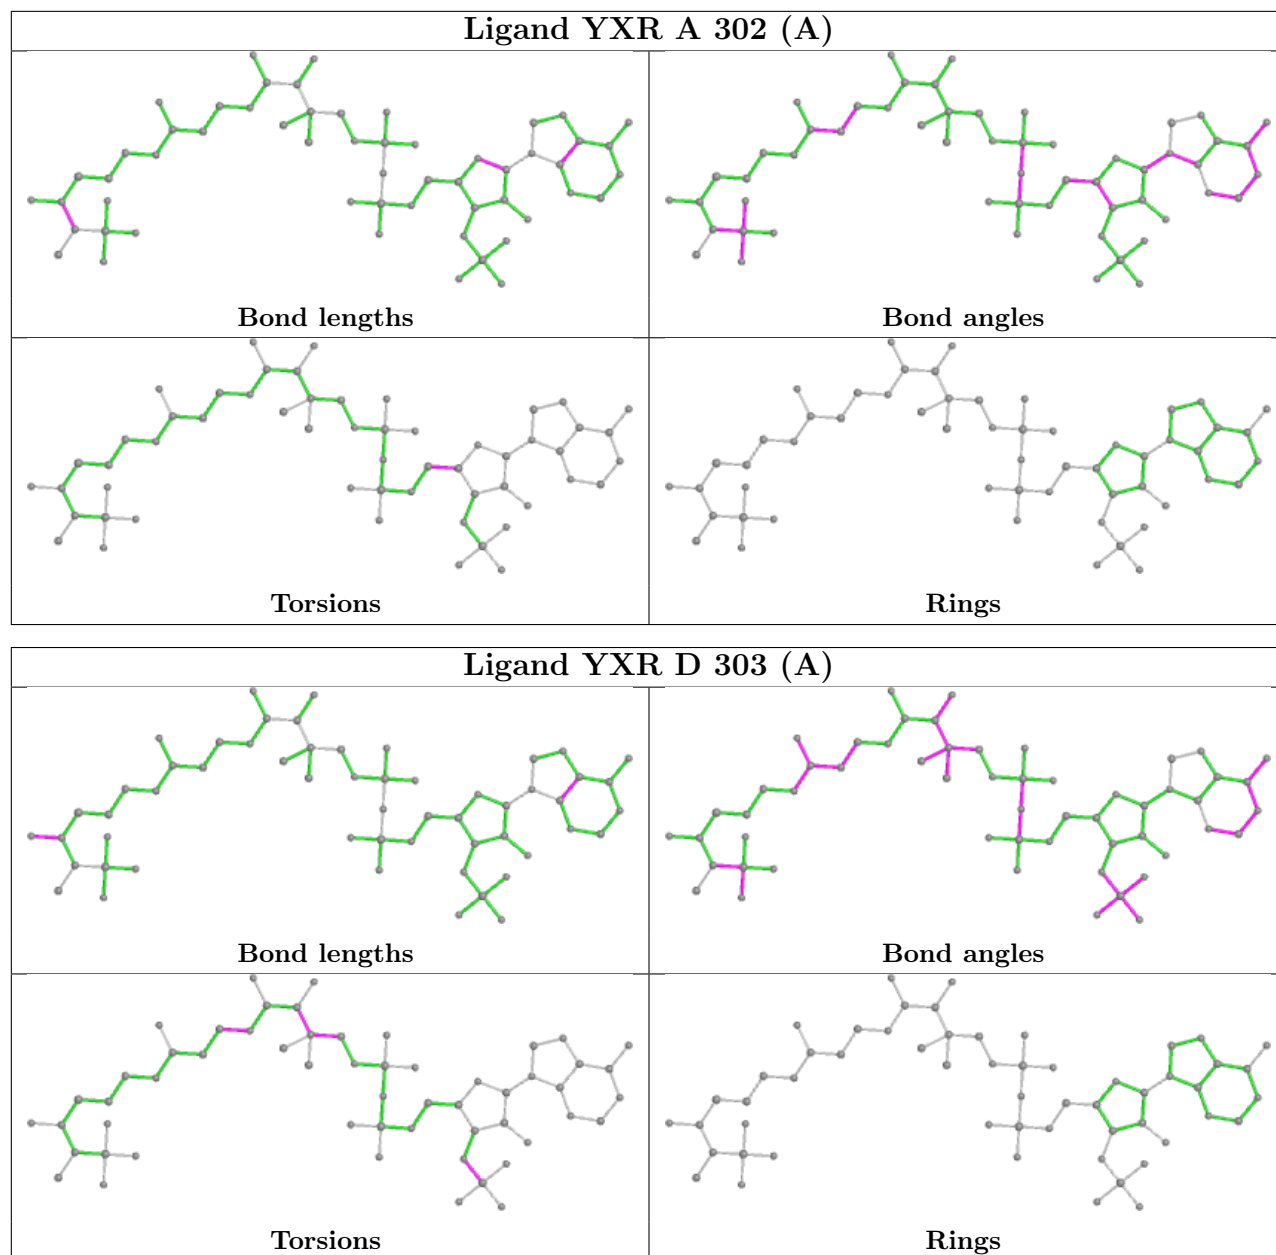 Ligand YXR A 302 (A)
Bond lengths
Bond angles
Torsions
Rings
Ligand YXR D 303 (A)
Bond lengths
Bond angles
Torsions
Rings